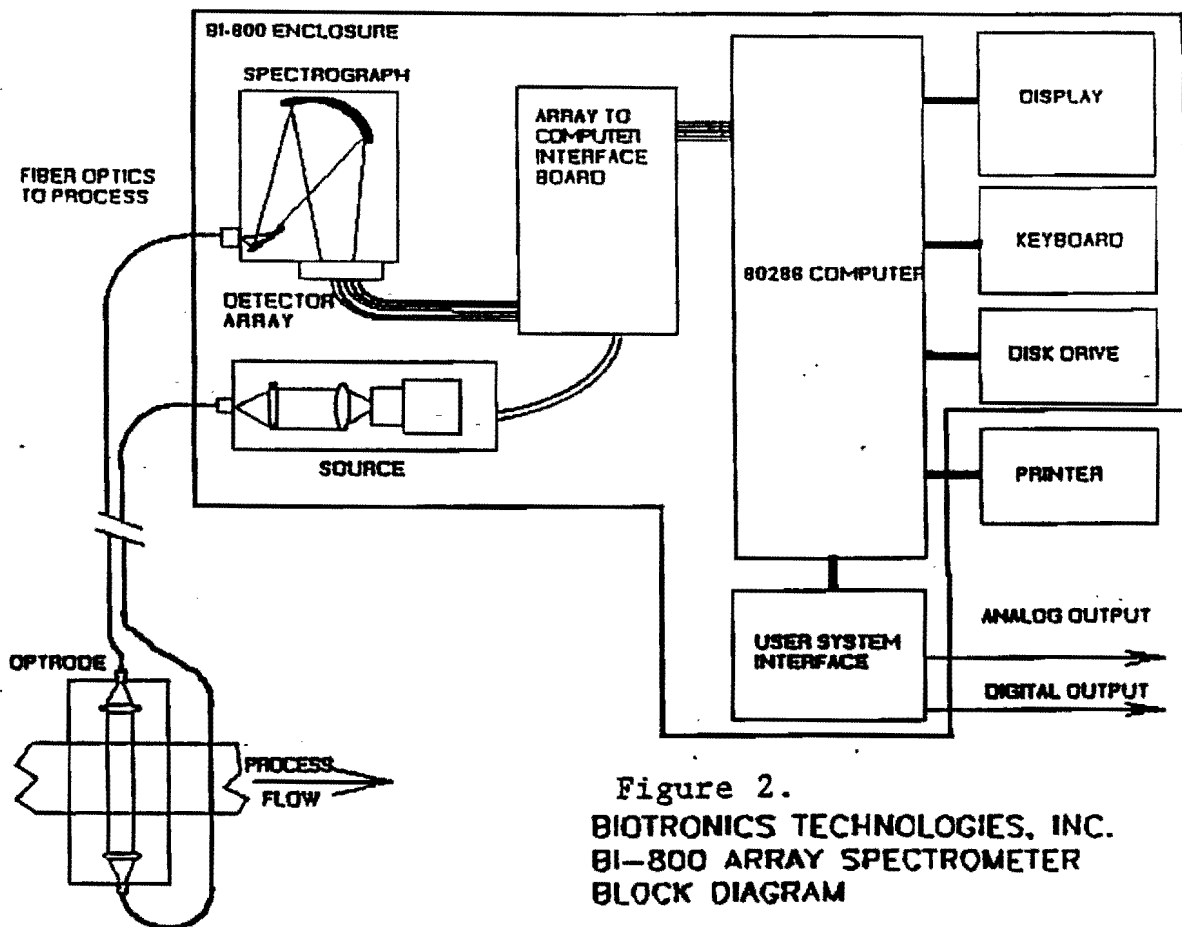 BI-800 ENCLOSURE
SPECTROGRAPH
ARRAY TO
COMPUTER
INTERFACE
BOARD
DISPLAY
FIBER OPTICS
TO PROCESS
KEYBOARD
80286 COMPUTER
DETECTOR
ARRAY
DISK DRIVE
SOURCE
PRINTER
OPTRODE
USER SYSTEM
INTERFACE
ANALOG OUTPUT
DIGITAL OUTPUT
PROCESS
FLOW
Figure 2.
BIOTRONICS TECHNOLOGIES, INC.
BI-800 ARRAY SPECTROMETER
BLOCK DIAGRAM